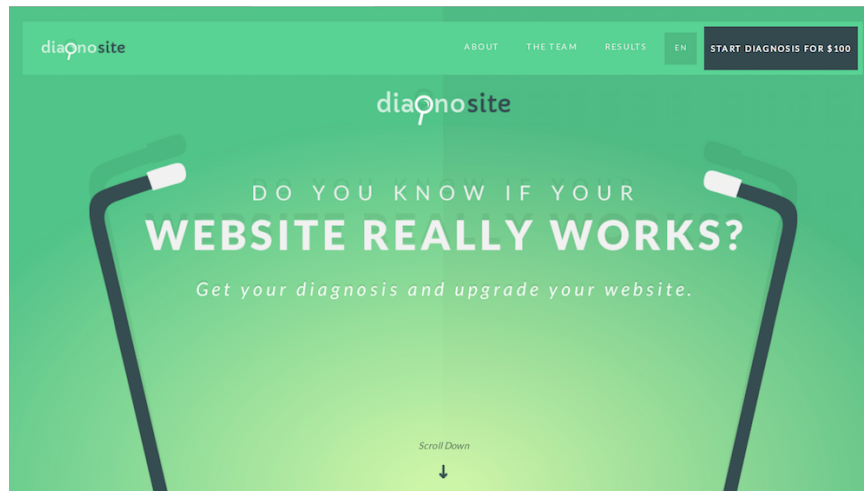 diagnosite
ABOUT THE TEAM RESULTS EN START DIAGNOSIS FOR $100
diagnosite
DO YOU KNOW IF YOUR
WEBSITE REALLY WORKS?
Get your diagnosis and upgrade your website.
Scroll Down